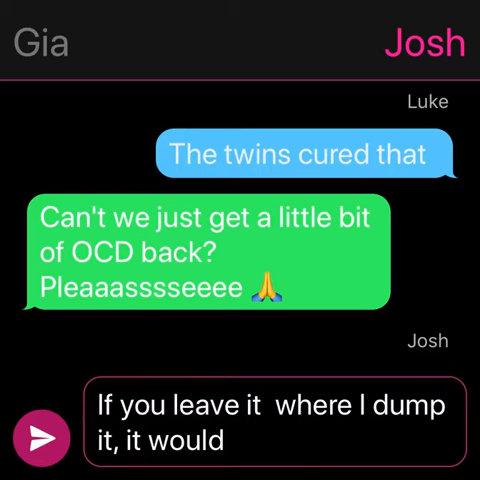 Gia
Josh
Luke
The twins cured that
Can't we just get a little bit
of OCD back?
Pleaaasssseeee 🙏
Josh
If you leave it  where I dump
it, it would